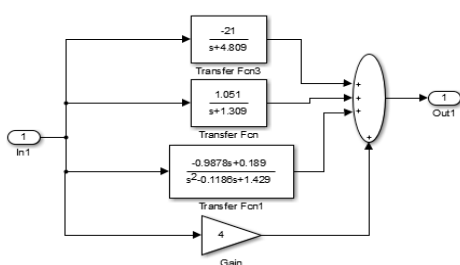 -21
s+4.809
Transfer Fcn3
1.051
s+1.309
Transfer Fcn
1
In1
-0.9878s+0.189
s²-0.1186s+1.429
Transfer Fcn1
4
Gain
+
+
+
+
1
Out1